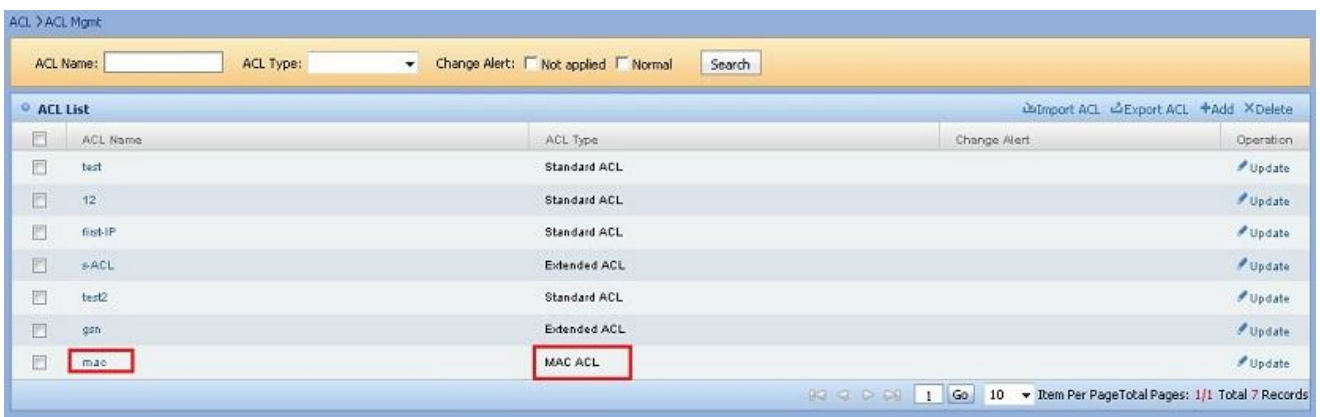 ACL > ACL Mgmt
ACL Name: ACL Type: Change Alert: Not applied Normal Search
ACL List Import ACL Export ACL Add Delete
ACL Name ACL Type Change Alert Operation
test Standard ACL Update
12 Standard ACL Update
first-IP Standard ACL Update
s-ACL Extended ACL Update
test2 Standard ACL Update
gsn Extended ACL Update
mac MAC ACL Update
1 Go 10 Item Per PageTotal Pages: 1/1 Total 7 Records